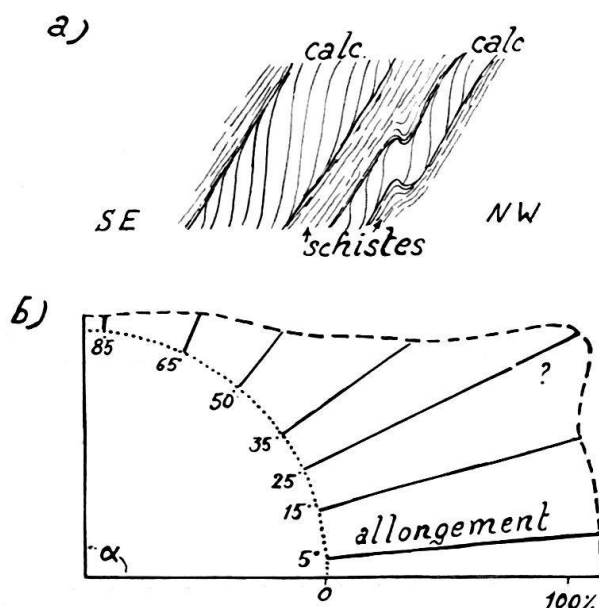 a)
calc. calc
SE NW
schistes
б)
85
65
50
?
35
25
15
allongement
5°
α
0 100%